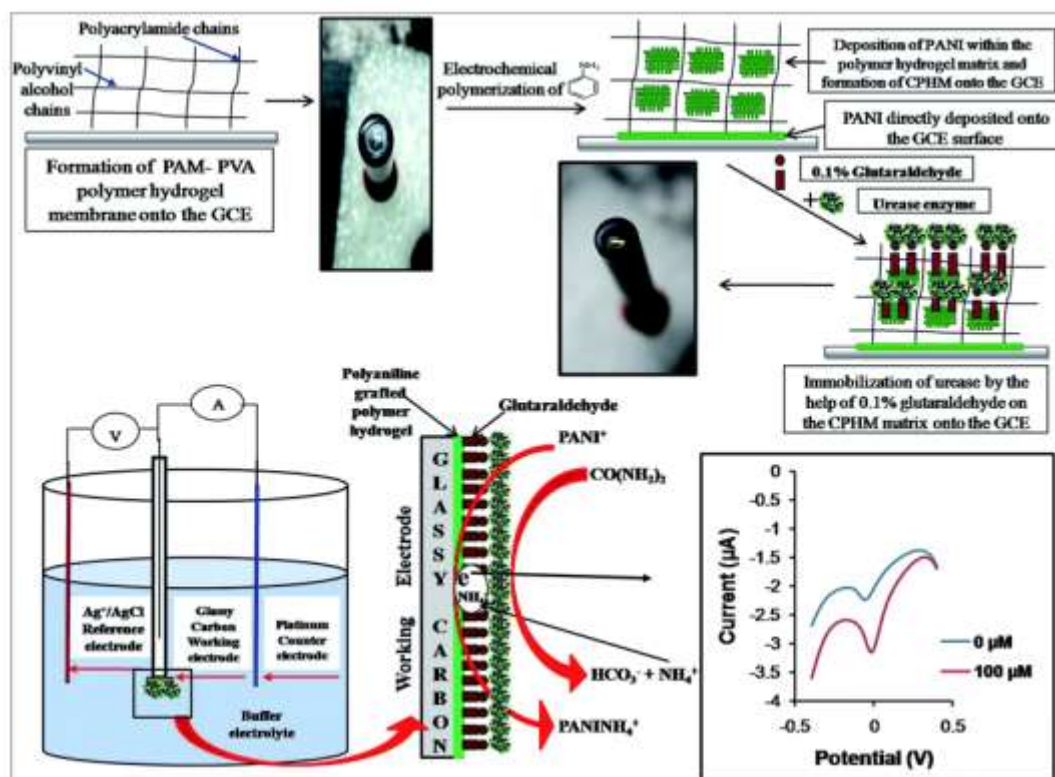 Polyacrylamide chains
Polyvinyl
alcohol
chains
Formation of PAM- PVA
polymer hydrogel
membrane onto the GCE
Electrochemical
polymerization of
Deposition of PANI within the
polymer hydrogel matrix and
formation of CPHM onto the GCE
PANI directly deposited onto
the GCE surface
0.1% Glutaraldehyde
+
Urease enzyme
Immobilization of urease by the
help of 0.1% glutaraldehyde on
the CPHM matrix onto the GCE
V
A
Ag⁺/AgCl
Reference
electrode
Glassy
Carbon
Working
electrode
Platinum
Counter
electrode
Buffer
electrolyte
Polyaniline
grafted
polymer
hydrogel
Glutaraldehyde
Working Electrode
GLASSY CARBON
PANI⁺
CO(NH₂)₂
e⁻
HCO₃⁻ + NH₄⁺
PANINH₄⁺
Current (µA)
0
-0.5
-1
-1.5
-2
-2.5
-3
-3.5
-4
-0.5
0
0.5
Potential (V)
0 µM
100 µM